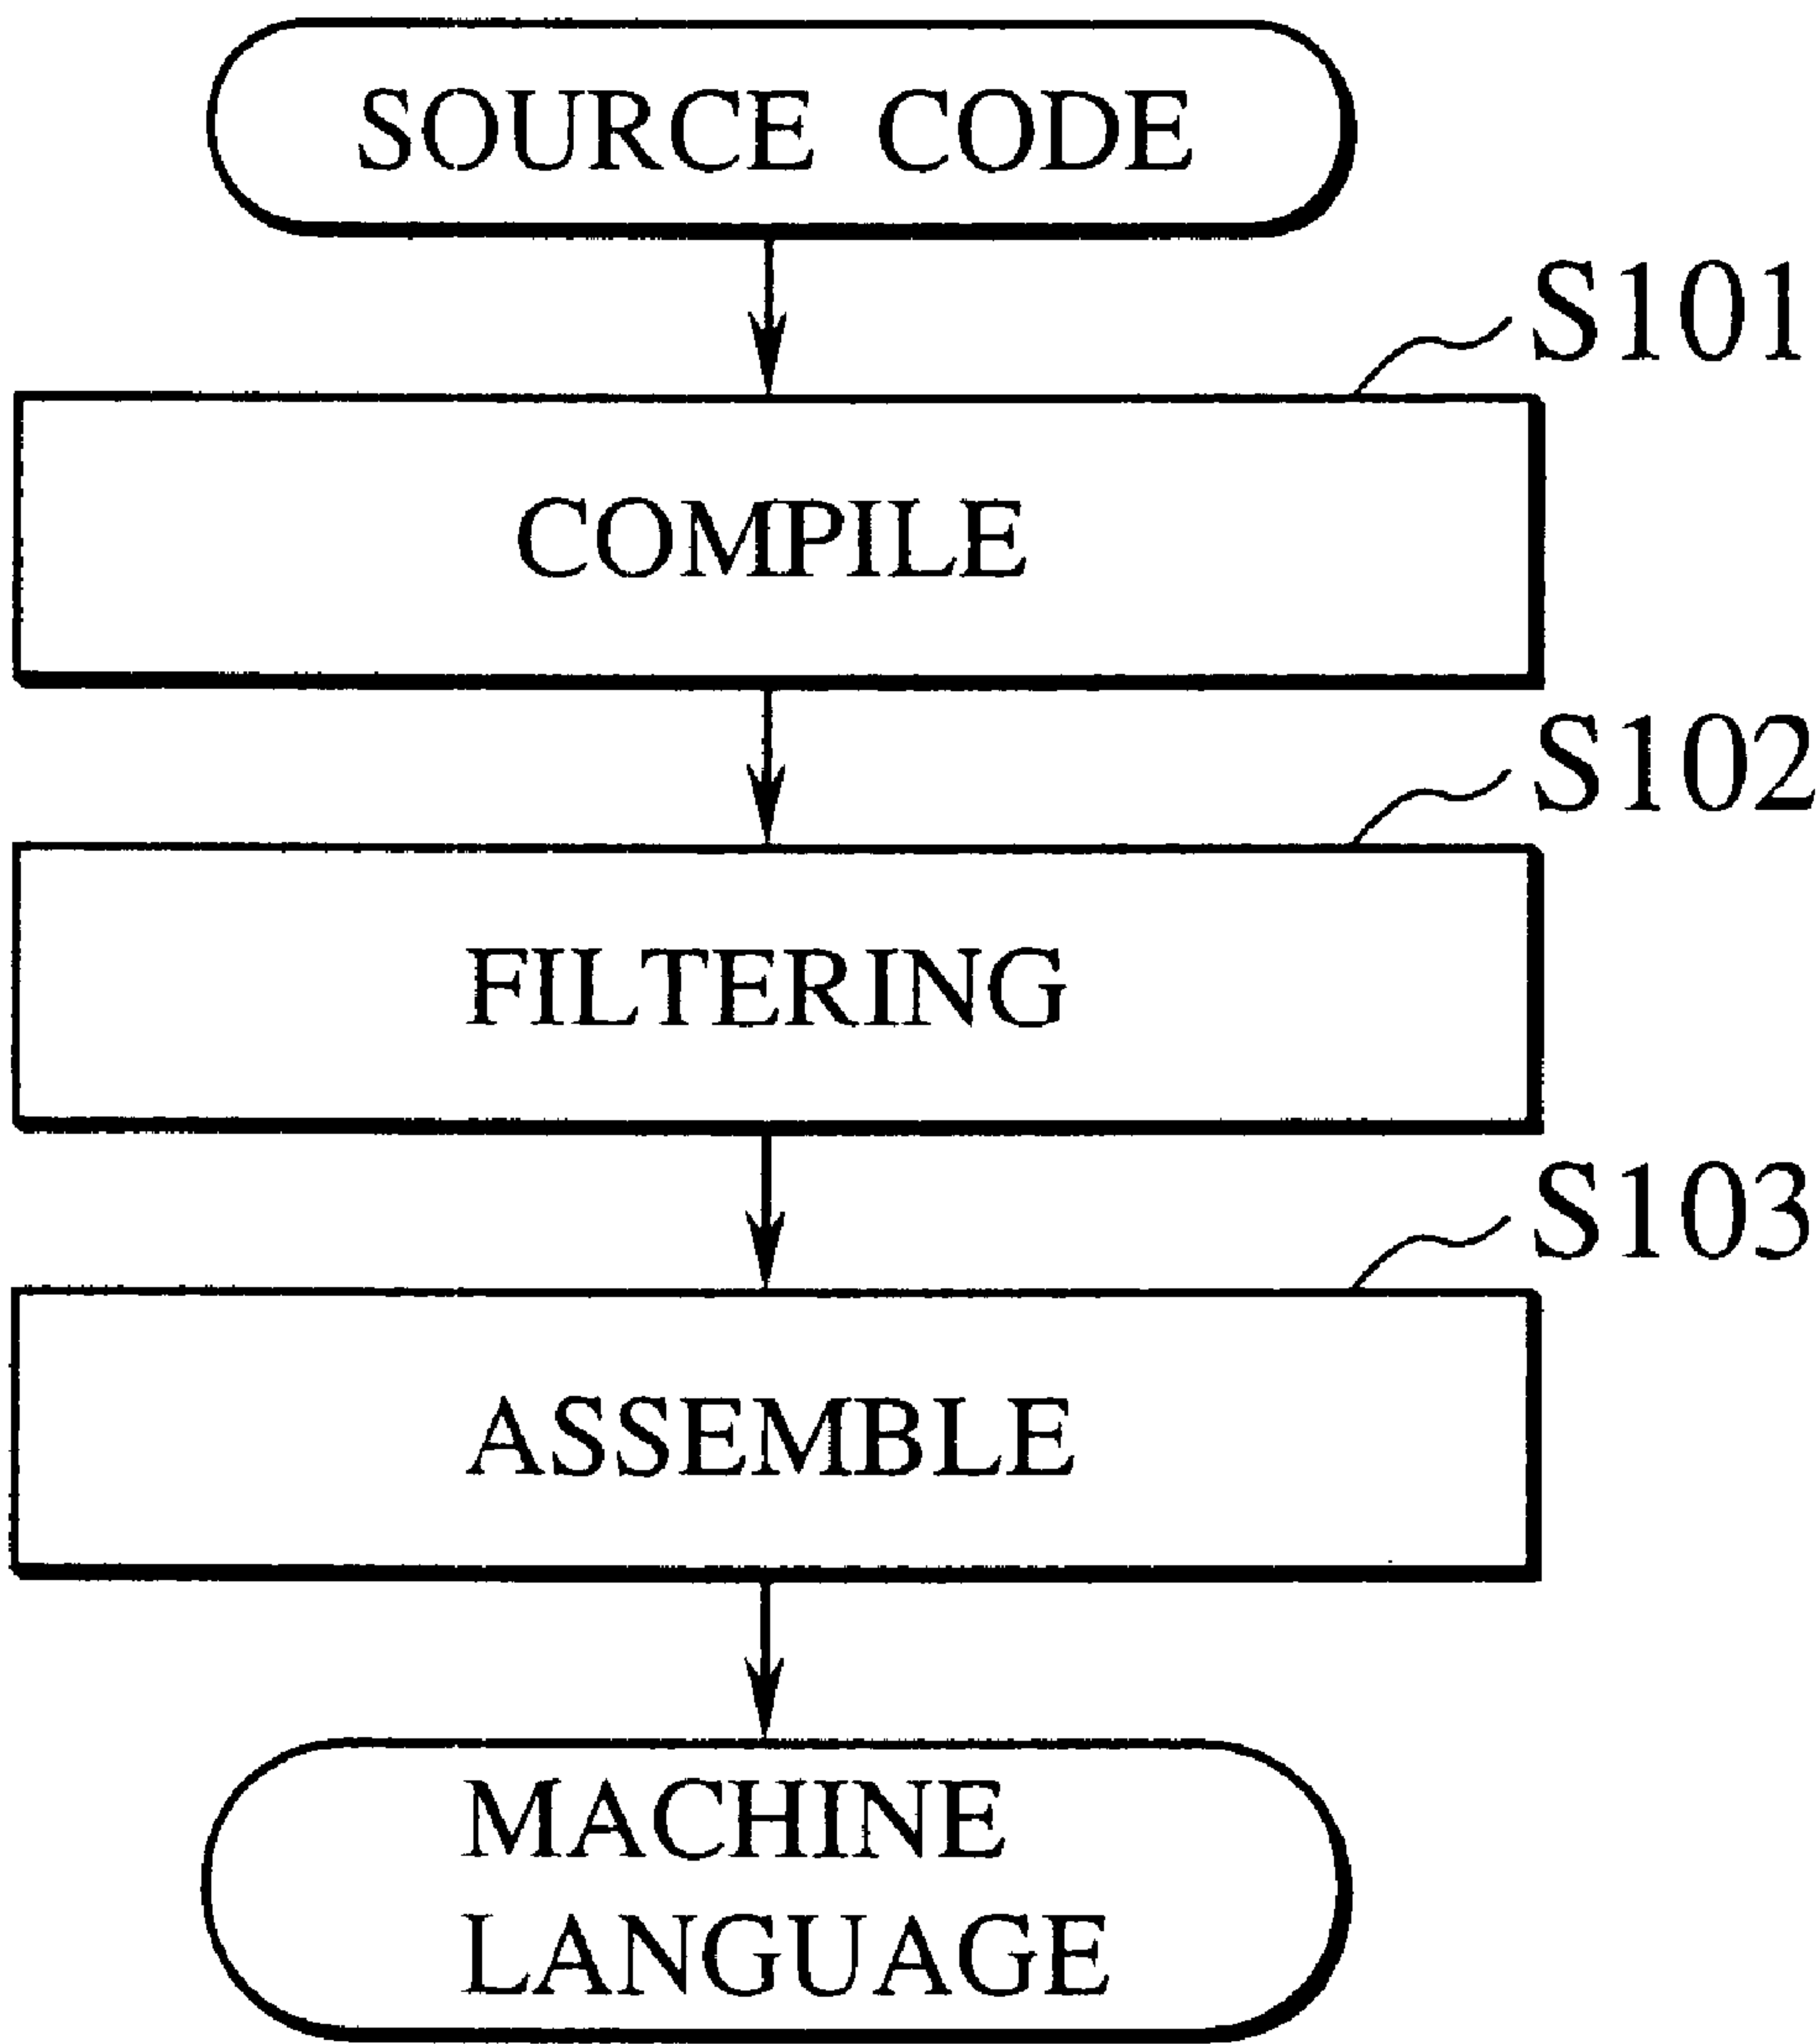 SOURCE CODE
S101
COMPILE
S102
FILTERING
S103
ASSEMBLE
MACHINE
LANGUAGE